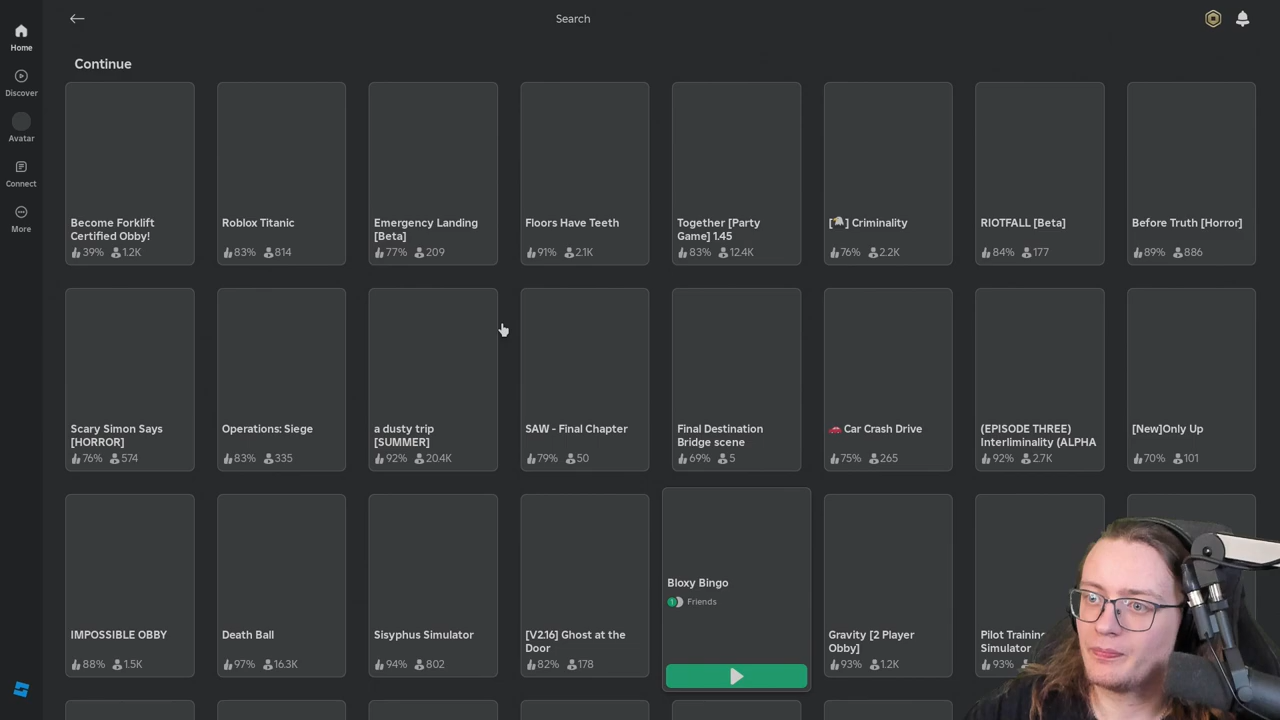 Search
Home
Discover
Avatar
Connect
More
Continue
Become Forklift
Certified Obby!
39% 1.2K
Roblox Titanic
83% 814
Emergency Landing
[Beta]
77% 209
Floors Have Teeth
91% 2.1K
Together [Party
Game] 1.45
83% 12.4K
[🦅] Criminality
76% 2.2K
RIOTFALL [Beta]
84% 177
Before Truth [Horror]
89% 886
Scary Simon Says
[HORROR]
76% 574
Operations: Siege
83% 335
a dusty trip
[SUMMER]
92% 20.4K
SAW - Final Chapter
79% 50
Final Destination
Bridge scene
69% 5
🚗 Car Crash Drive
75% 265
(EPISODE THREE)
Interliminality (ALPHA
92% 2.7K
[New]Only Up
70% 101
IMPOSSIBLE OBBY
88% 1.5K
Death Ball
97% 16.3K
Sisyphus Simulator
94% 802
[V2.16] Ghost at the
Door
82% 178
Bloxy Bingo
Friends
Gravity [2 Player
Obby]
93% 1.2K
Pilot Training
Simulator
93%